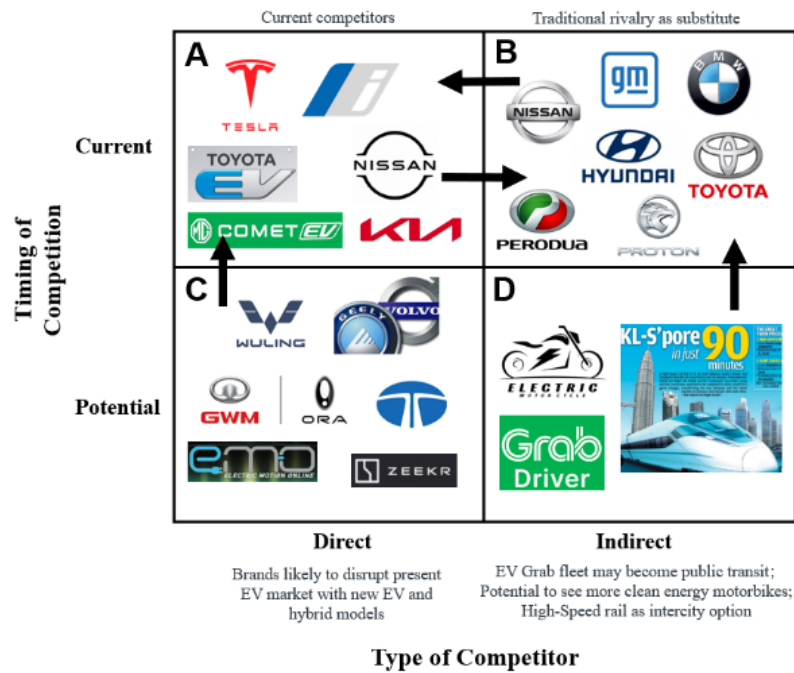 Current competitors
Traditional rivalry as substitute
A
TESLA
i
TOYOTA
EV
NISSAN
MG COMET EV
KIA
B
NISSAN
gm
BMW
HYUNDAI
TOYOTA
PERODUA
PROTON
Current
Timing of
Competition
Potential
C
WULING
GEELY
VOLVO
GWM
ORA
emo
ELECTRIC MOTION ONLINE
ZEEKR
D
ELECTRIC
MOTOR CYCLE
Grab
Driver
KL-S'pore
in just 90
minutes
Direct
Indirect
Brands likely to disrupt present
EV market with new EV and
hybrid models
EV Grab fleet may become public transit;
Potential to see more clean energy motorbikes;
High-Speed rail as intercity option
Type of Competitor